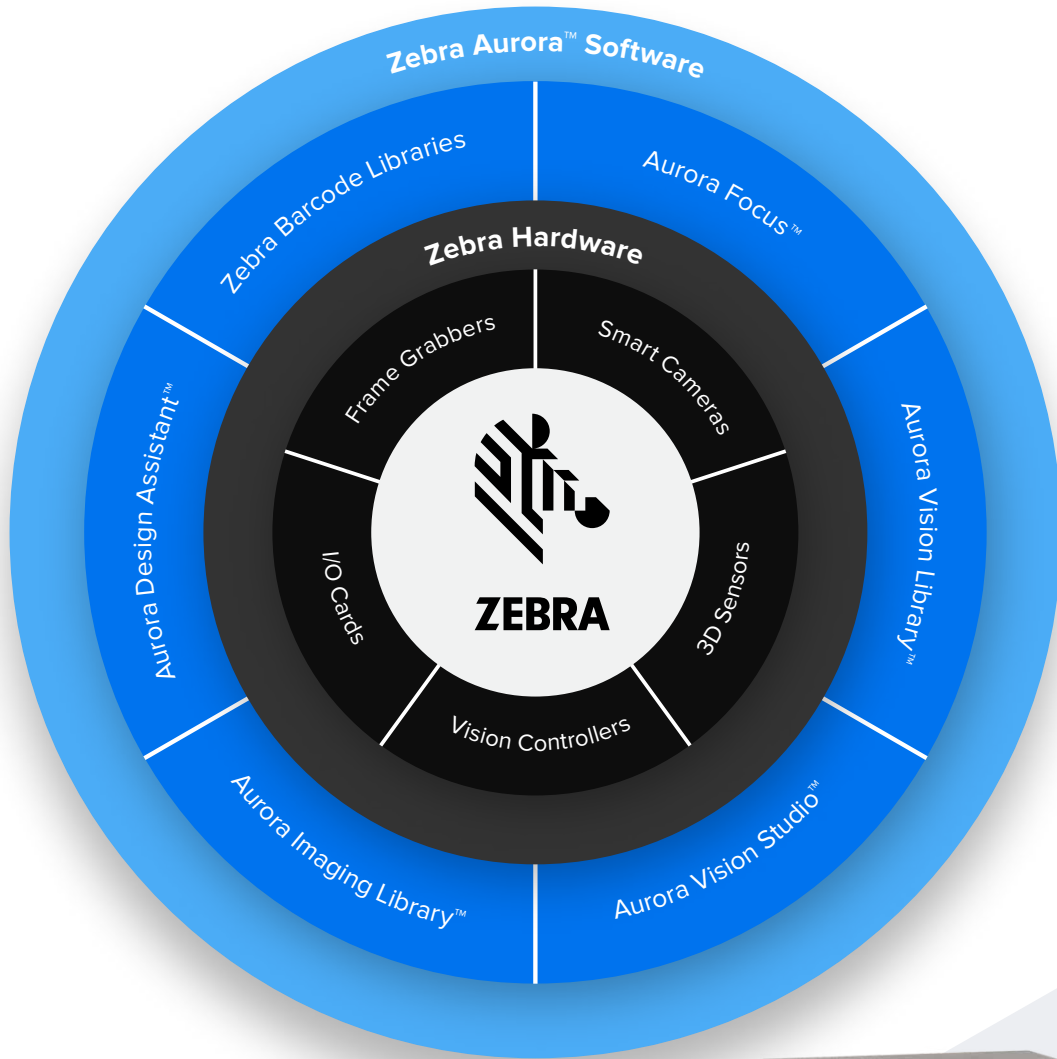 Zebra Aurora™ Software
Zebra Barcode Libraries
Aurora Focus™
Aurora Vision Library™
Aurora Vision Studio™
Aurora Imaging Library™
Aurora Design Assistant™
Zebra Hardware
Frame Grabbers
Smart Cameras
3D Sensors
Vision Controllers
I/O Cards
ZEBRA